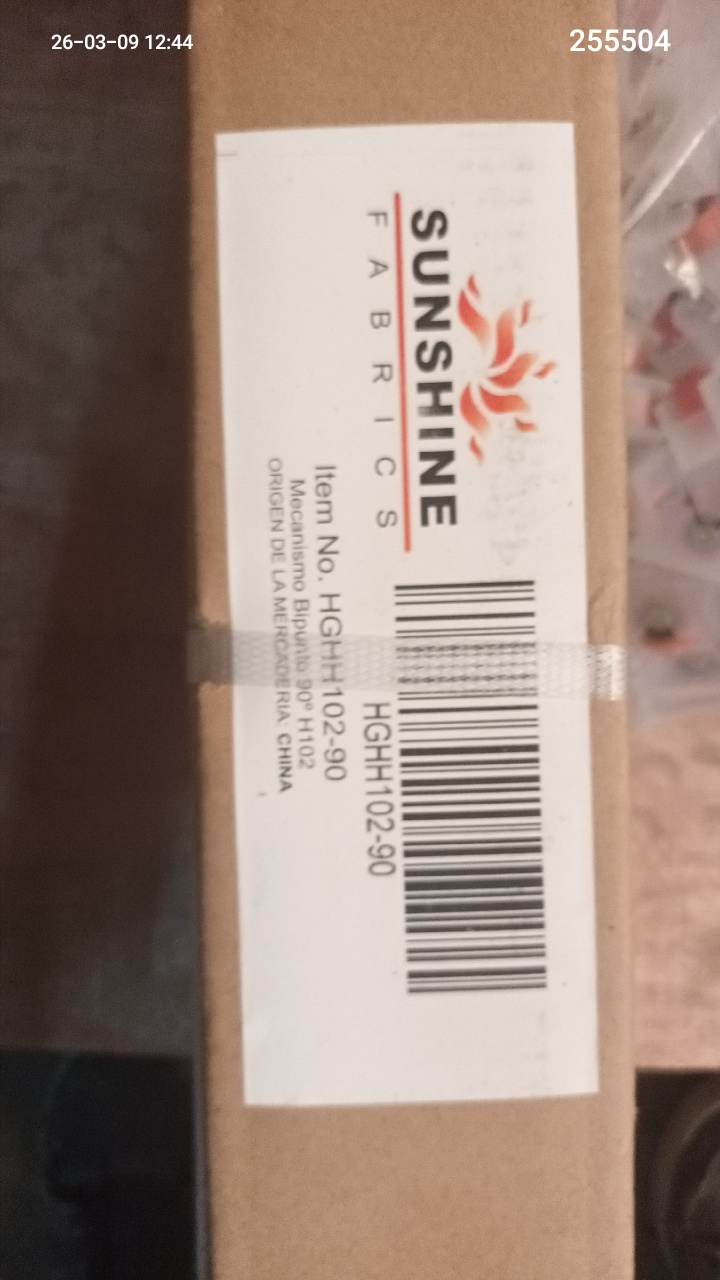 26-03-09 12:44
255504
SUNSHINE
FABRICS
HGHH102-90
Item No. HGHH102-90
Mecanismo Bipunto 90° H102
ORIGEN DE LA MERCADERIA: CHINA